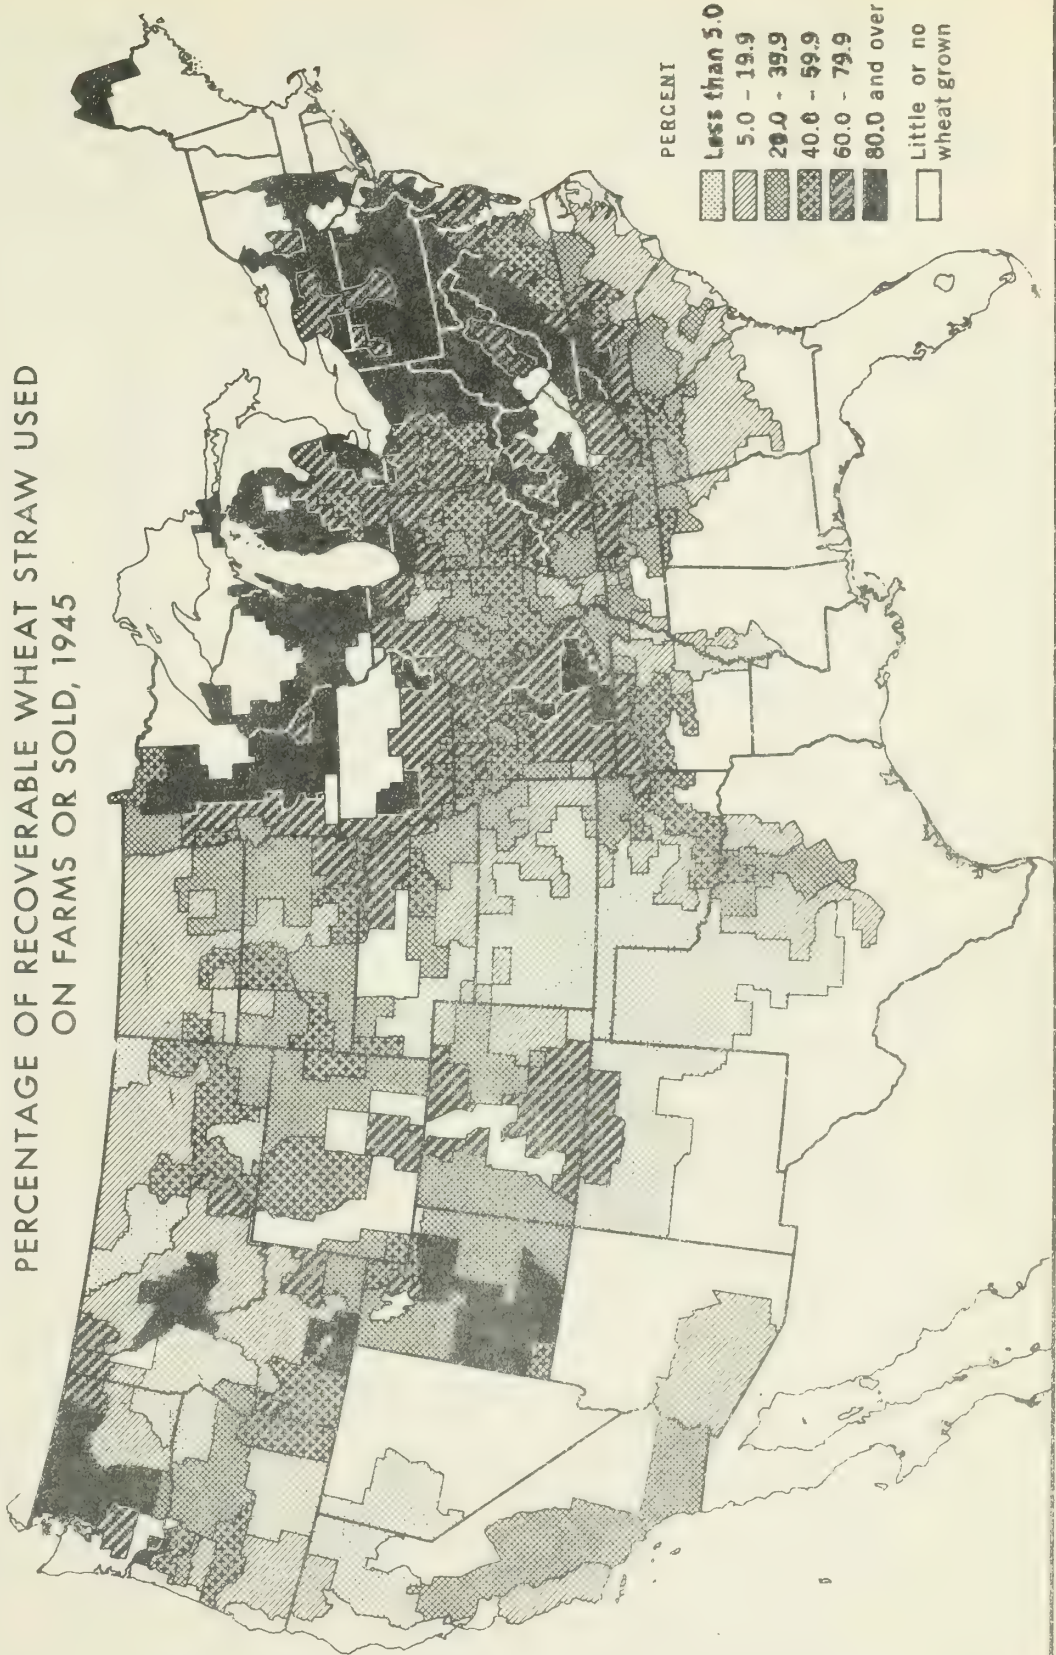 PERCENTAGE OF RECOVERABLE WHEAT STRAW USED
ON FARMS OR SOLD, 1945
PERCENT
Less than 5.0
5.0 - 19.9
20.0 - 39.9
40.0 - 59.9
60.0 - 79.9
80.0 and over
Little or no
wheat grown